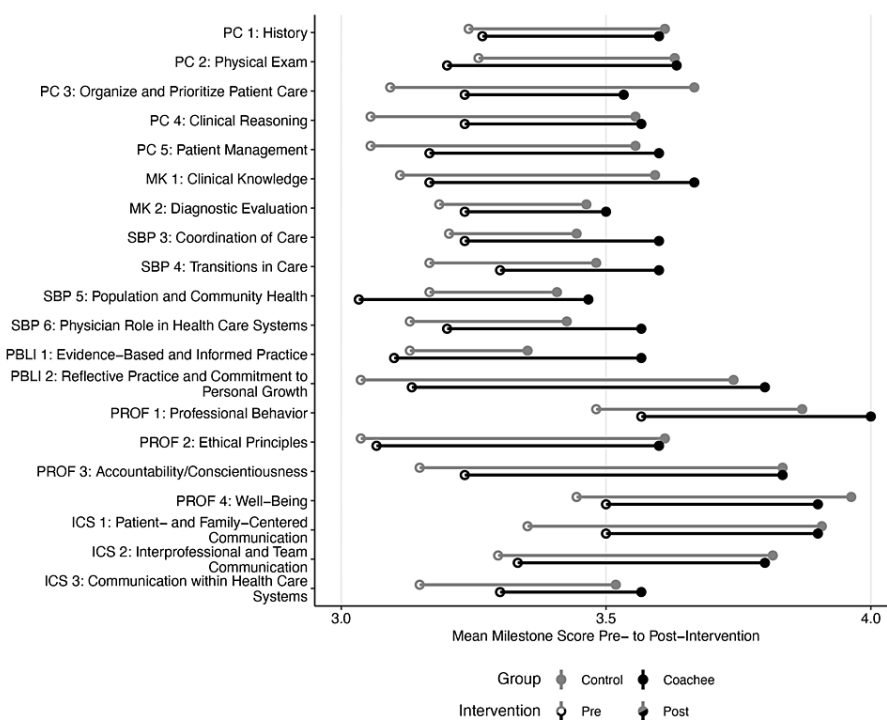 PC 1: History
PC 2: Physical Exam
PC 3: Organize and Prioritize Patient Care
PC 4: Clinical Reasoning
PC 5: Patient Management
MK 1: Clinical Knowledge
MK 2: Diagnostic Evaluation
SBP 3: Coordination of Care
SBP 4: Transitions in Care
SBP 5: Population and Community Health
SBP 6: Physician Role in Health Care Systems
PBLI 1: Evidence−Based and Informed Practice
PBLI 2: Reflective Practice and Commitment to
Personal Growth
PROF 1: Professional Behavior
PROF 2: Ethical Principles
PROF 3: Accountability/Conscientiousness
PROF 4: Well−Being
ICS 1: Patient− and Family−Centered
Communication
ICS 2: Interprofessional and Team
Communication
ICS 3: Communication within Health Care
Systems
3.0 3.5 4.0
Mean Milestone Score Pre− to Post−Intervention
Group Control Coachee
Intervention Pre Post